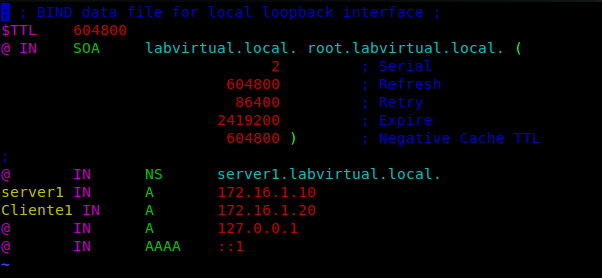 ; ; BIND data file for local loopback interface ;
$TTL 604800
@ IN SOA labvirtual.local. root.labvirtual.local. (
2 ; Serial
604800 ; Refresh
86400 ; Retry
2419200 ; Expire
604800 ) ; Negative Cache TTL
;
@ IN NS server1.labvirtual.local.
server1 IN A 172.16.1.10
Cliente1 IN A 172.16.1.20
@ IN A 127.0.0.1
@ IN AAAA ::1
~